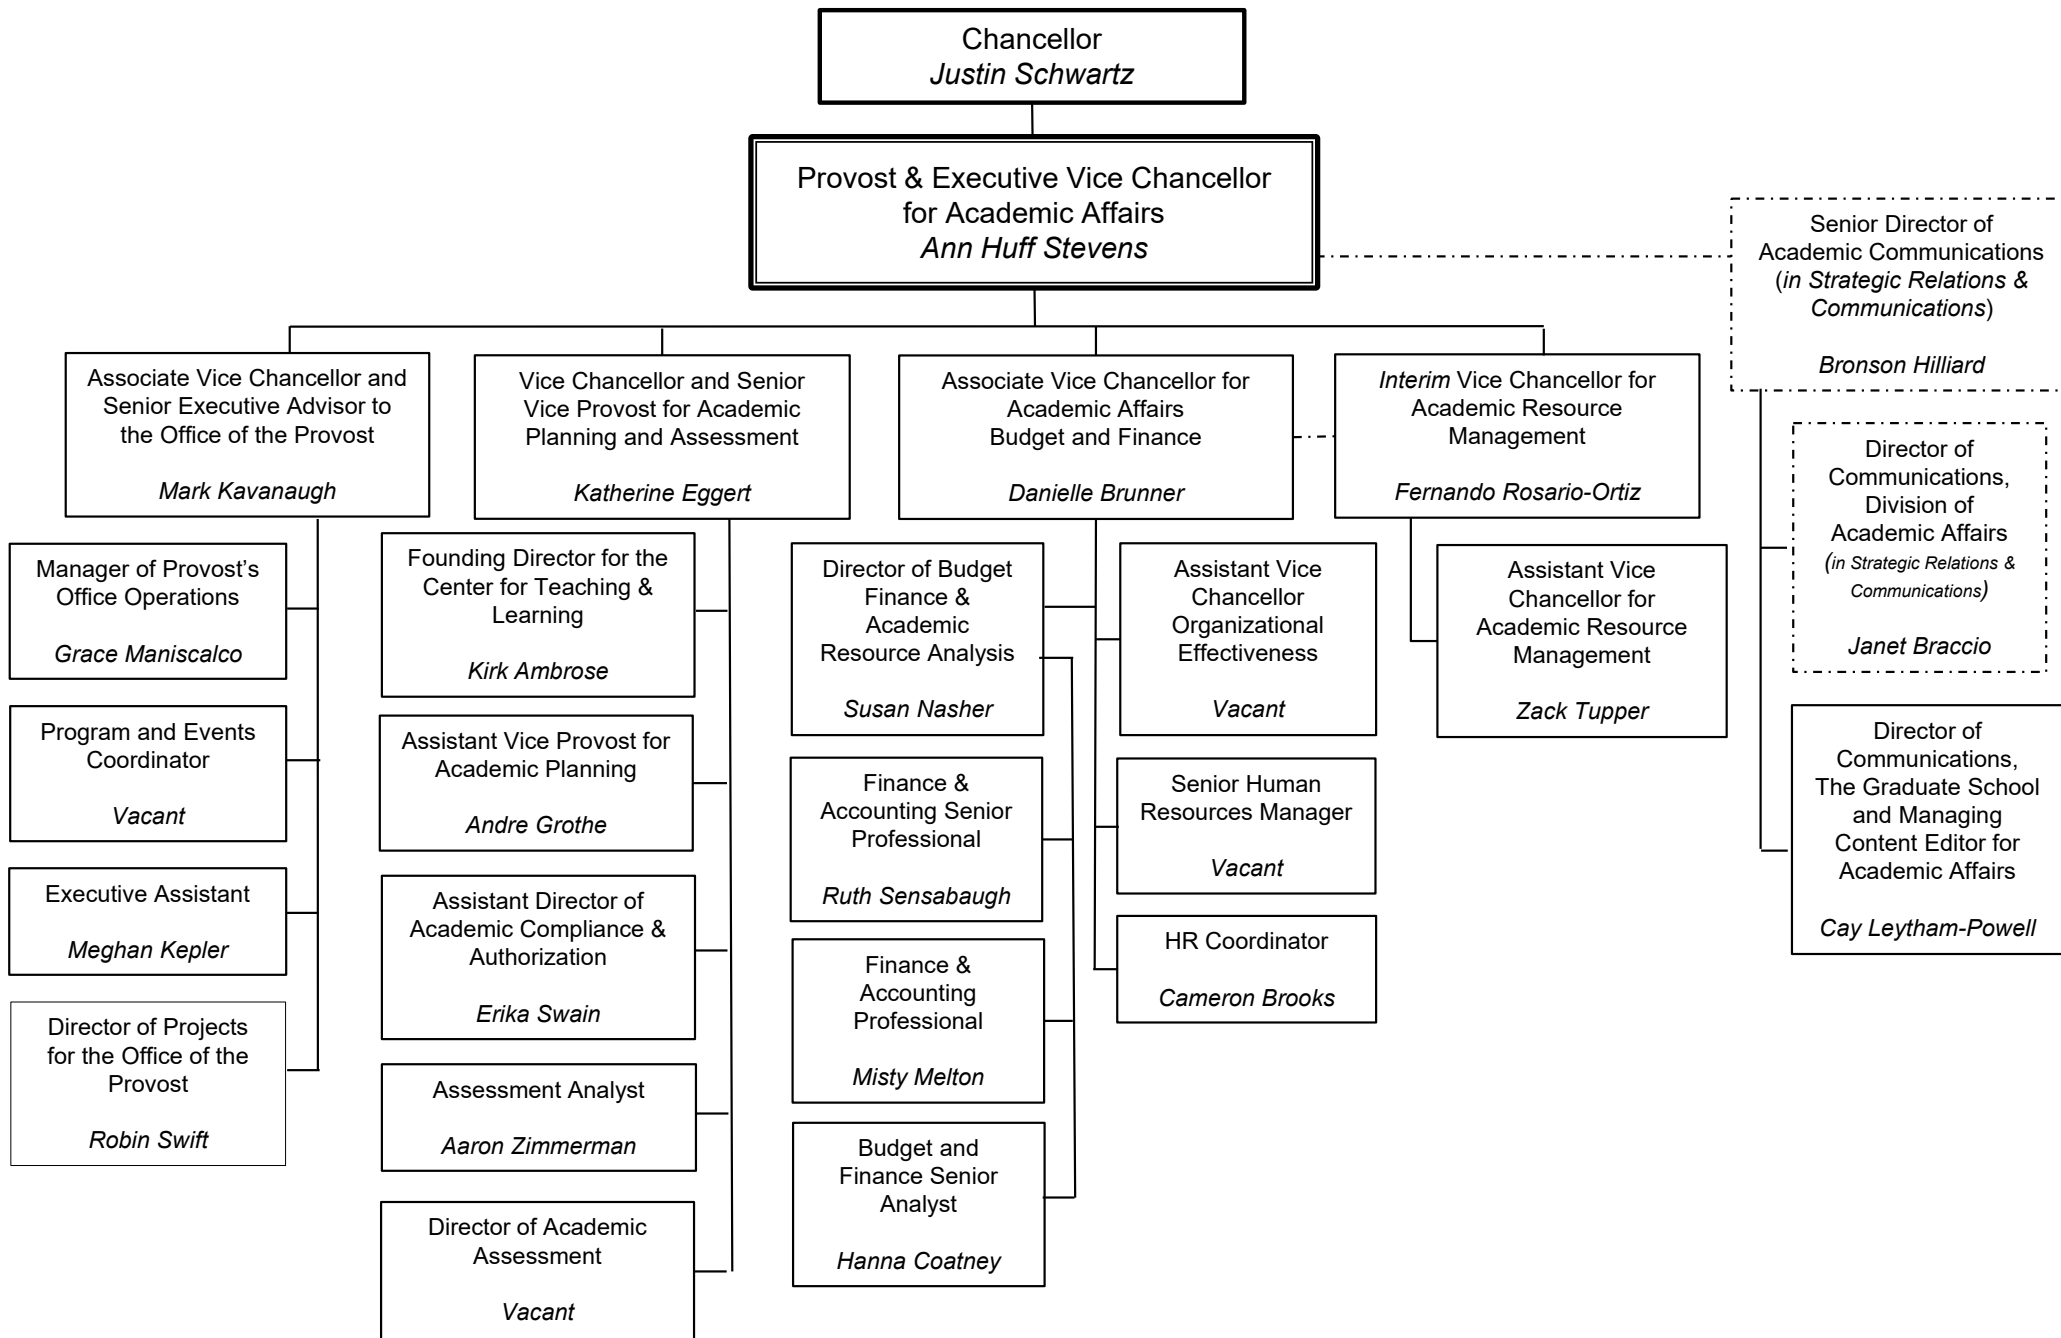 Chancellor
Justin Schwartz
Provost & Executive Vice Chancellor
for Academic Affairs
Ann Huff Stevens
Senior Director of
Academic Communications
(in Strategic Relations &
Communications)
Bronson Hilliard
Associate Vice Chancellor and
Senior Executive Advisor to
the Office of the Provost
Mark Kavanaugh
Vice Chancellor and Senior
Vice Provost for Academic
Planning and Assessment
Katherine Eggert
Associate Vice Chancellor for
Academic Affairs
Budget and Finance
Danielle Brunner
Interim Vice Chancellor for
Academic Resource
Management
Fernando Rosario-Ortiz
Manager of Provost’s
Office Operations
Grace Maniscalco
Program and Events
Coordinator
Vacant
Executive Assistant
Meghan Kepler
Director of Projects
for the Office of the
Provost
Robin Swift
Founding Director for the
Center for Teaching &
Learning
Kirk Ambrose
Assistant Vice Provost for
Academic Planning
Andre Grothe
Assistant Director of
Academic Compliance &
Authorization
Erika Swain
Assessment Analyst
Aaron Zimmerman
Director of Academic
Assessment
Vacant
Director of Budget
Finance &
Academic
Resource Analysis
Susan Nasher
Finance &
Accounting Senior
Professional
Ruth Sensabaugh
Finance &
Accounting
Professional
Misty Melton
Budget and
Finance Senior
Analyst
Hanna Coatney
Assistant Vice
Chancellor
Organizational
Effectiveness
Vacant
Senior Human
Resources Manager
Vacant
HR Coordinator
Cameron Brooks
Assistant Vice
Chancellor for
Academic Resource
Management
Zack Tupper
Director of
Communications,
Division of
Academic Affairs
(in Strategic Relations &
Communications)
Janet Braccio
Director of
Communications,
The Graduate School
and Managing
Content Editor for
Academic Affairs
Cay Leytham-Powell